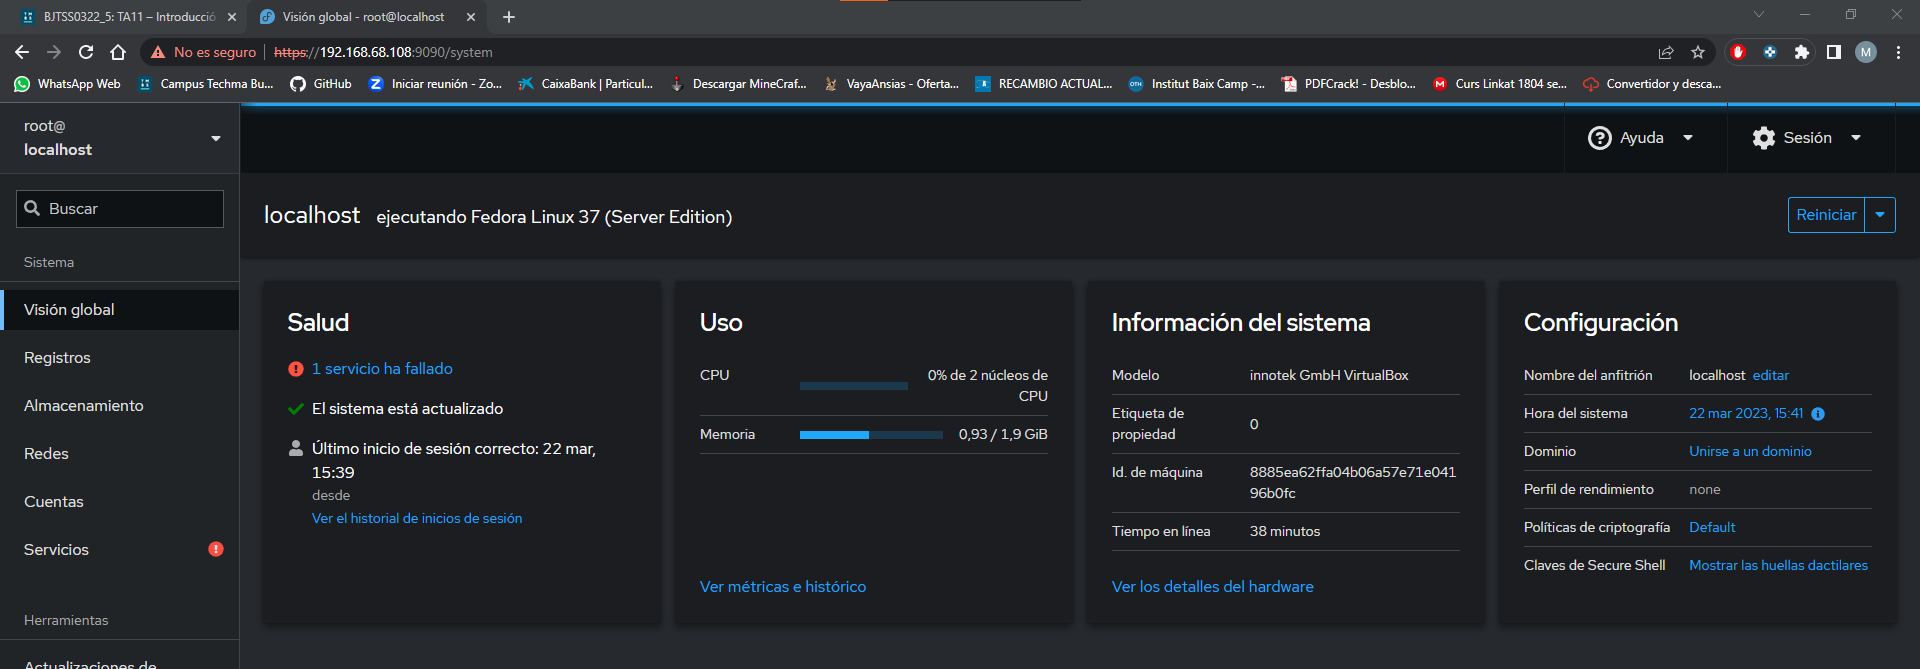 BJTSS0322_5: TA11 – Introducció
Visión global - root@localhost
No es seguro
https://192.168.68.108:9090/system
M
WhatsApp Web
Campus Techma Bu...
GitHub
Iniciar reunión - Zo...
CaixaBank | Particul...
Descargar MineCraf...
VayaAnsias - Oferta...
RECAMBIO ACTUAL...
Institut Baix Camp -...
PDFCrack! - Desblo...
Curs Linkat 1804 se...
Convertidor y desca...
root@
localhost
Ayuda
Sesión
Buscar
localhost ejecutando Fedora Linux 37 (Server Edition)
Reiniciar
Sistema
Visión global
Registros
Almacenamiento
Redes
Cuentas
Servicios
Herramientas
Actualizaciones de
Salud
1 servicio ha fallado
El sistema está actualizado
Último inicio de sesión correcto: 22 mar,
15:39
desde
Ver el historial de inicios de sesión
Uso
CPU 0% de 2 núcleos de
CPU
Memoria 0,93 / 1,9 GiB
Ver métricas e histórico
Información del sistema
Modelo innotek GmbH VirtualBox
Etiqueta de
propiedad 0
Id. de máquina 8885ea62ffa04b06a57e71e041
96b0fc
Tiempo en línea 38 minutos
Ver los detalles del hardware
Configuración
Nombre del anfitrión localhost editar
Hora del sistema 22 mar 2023, 15:41
Dominio Unirse a un dominio
Perfil de rendimiento none
Políticas de criptografía Default
Claves de Secure Shell Mostrar las huellas dactilares